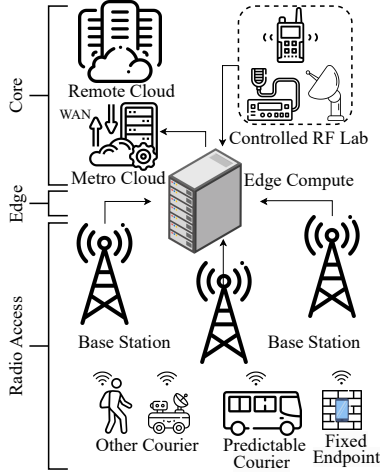 Core
Remote Cloud
WAN
Metro Cloud
Controlled RF Lab
Edge
Edge Compute
Radio Access
Base Station
Base Station
Other Courier
Predictable
Courier
Fixed
Endpoint